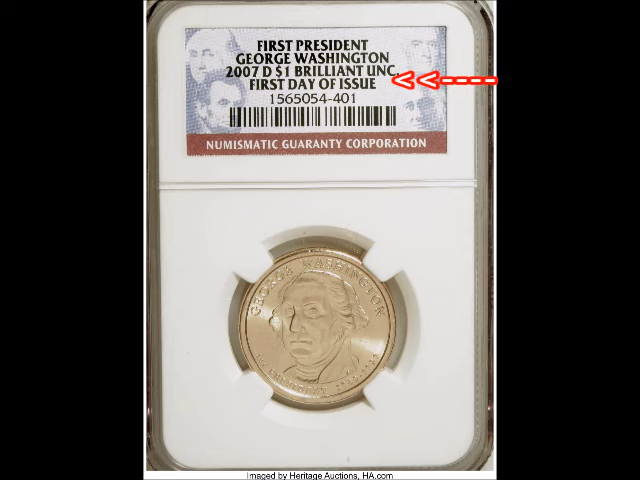 FIRST PRESIDENT
GEORGE WASHINGTON
2007 D $1 BRILLIANT UNC.
FIRST DAY OF ISSUE
1565054-401
NUMISMATIC GUARANTY CORPORATION
GEORGE WASHINGTON
PRESIDENT
Imaged by Heritage Auctions, HA.com